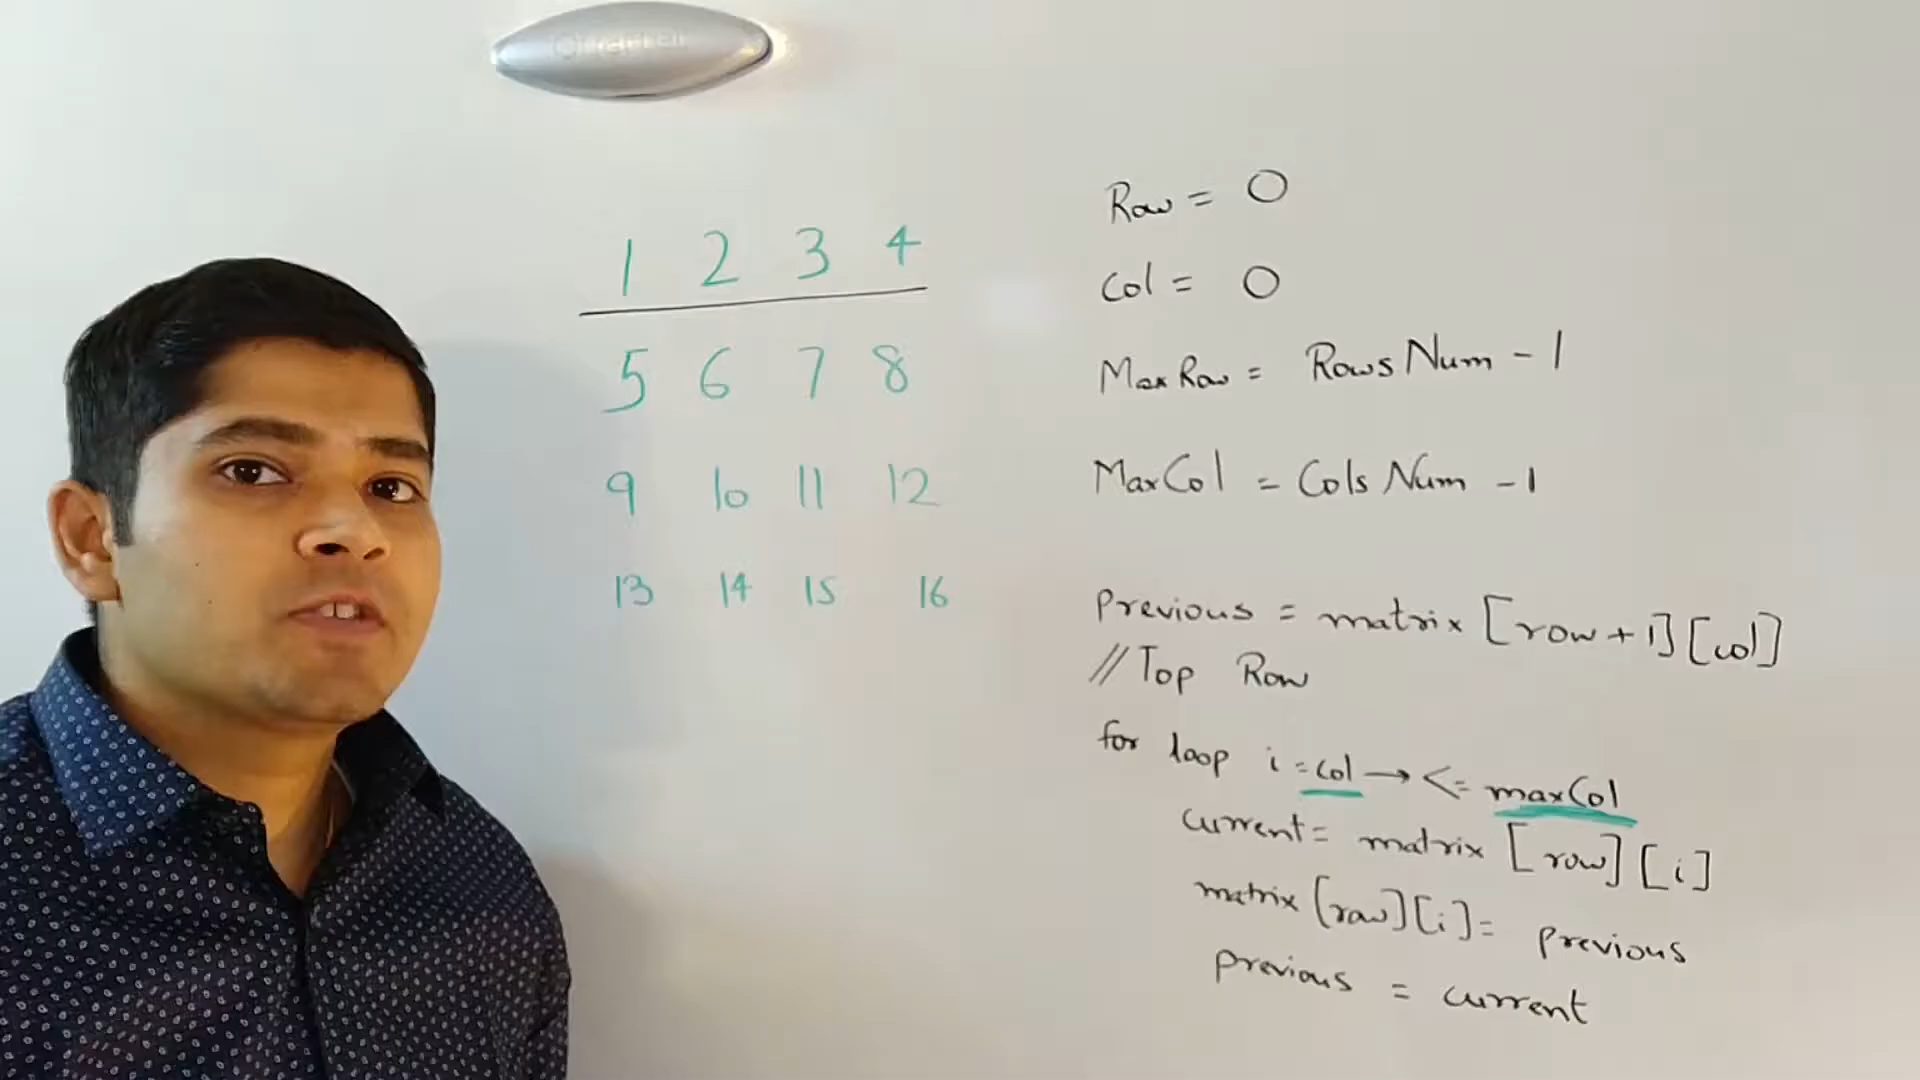 1 2 3 4
5 6 7 8
9 10 11 12
13 14 15 16
Row = 0
Col = 0
MaxRow = RowsNum - 1
MaxCol = ColsNum - 1
Previous = matrix [row + 1] [col]
// Top Row
for loop i = col → <= maxCol
current = matrix [row] [i]
matrix [row] [i] = previous
previous = current